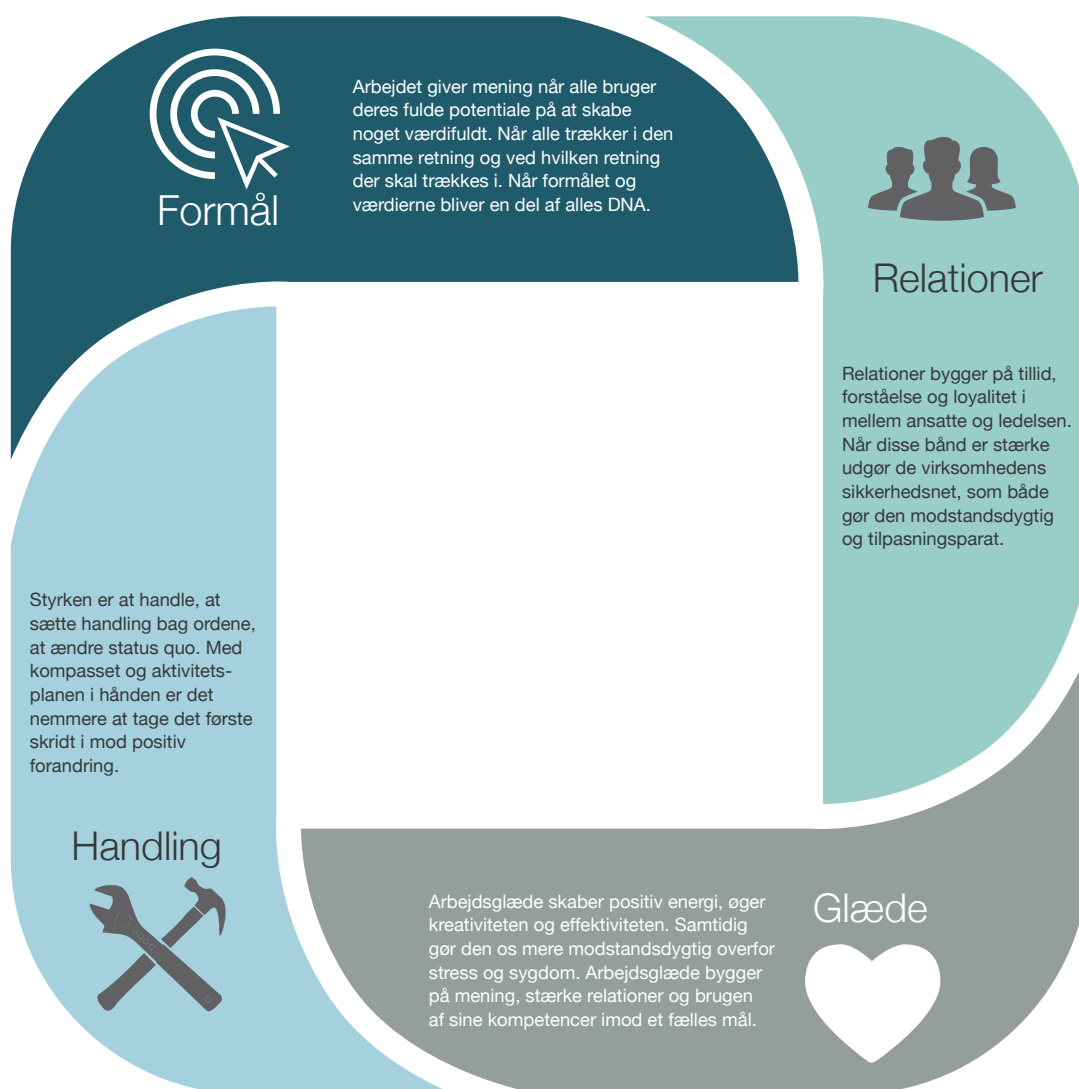 Formål
Arbejdet giver mening når alle bruger
deres fulde potentiale på at skabe
noget værdifuldt. Når alle trækker i den
samme retning og ved hvilken retning
der skal trækkes i. Når formålet og
værdierne bliver en del af alles DNA.
Relationer
Relationer bygger på tillid,
forståelse og loyalitet i
mellem ansatte og ledelsen.
Når disse bånd er stærke
udgør de virksomhedens
sikkerhedsnet, som både
gør den modstandsdygtig
og tilpasningsparat.
Styrken er at handle, at
sætte handling bag ordene,
at ændre status quo. Med
kompasset og aktivitets-
planen i hånden er det
nemmere at tage det første
skridt i mod positiv
forandring.
Handling
Arbejdsglæde skaber positiv energi, øger
kreativiteten og effektiviteten. Samtidig
gør den os mere modstandsdygtig overfor
stress og sygdom. Arbejdsglæde bygger
på mening, stærke relationer og brugen
af sine kompetencer imod et fælles mål.
Glæde